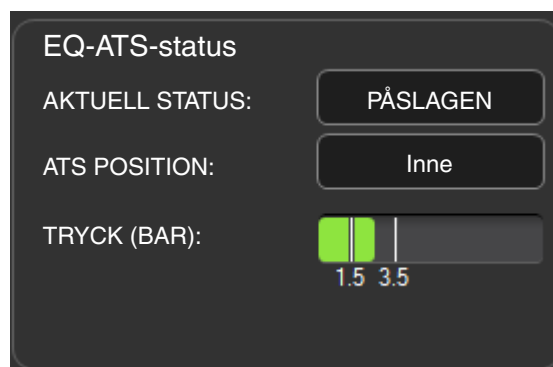 EQ-ATS-status
AKTUELL STATUS: PÅSLAGEN
ATS POSITION: Inne
TRYCK (BAR):
1.5 3.5